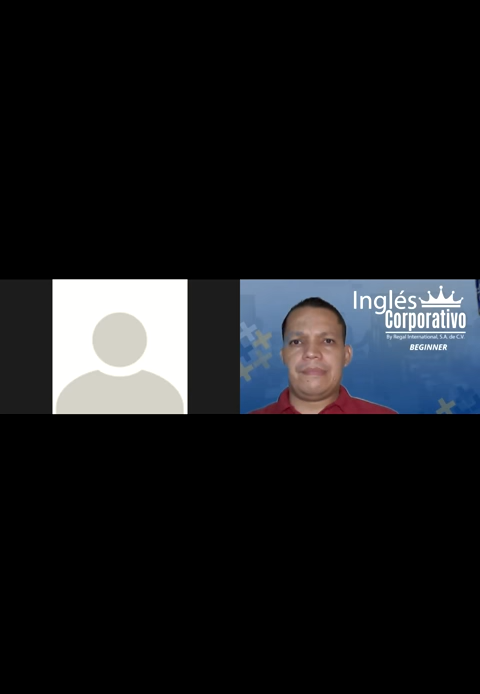 Inglés
Corporativo
By Regal International, S.A. de C.V.
BEGINNER